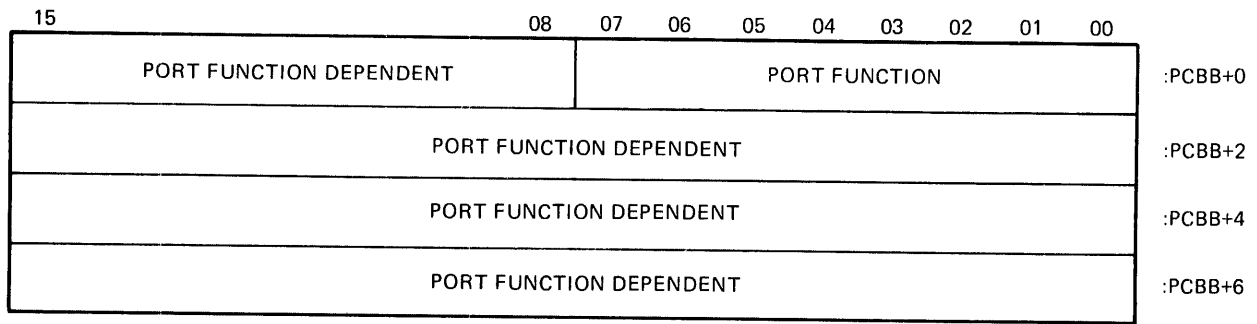 15 08 07 06 05 04 03 02 01 00
PORT FUNCTION DEPENDENT PORT FUNCTION :PCBB+0
PORT FUNCTION DEPENDENT :PCBB+2
PORT FUNCTION DEPENDENT :PCBB+4
PORT FUNCTION DEPENDENT :PCBB+6